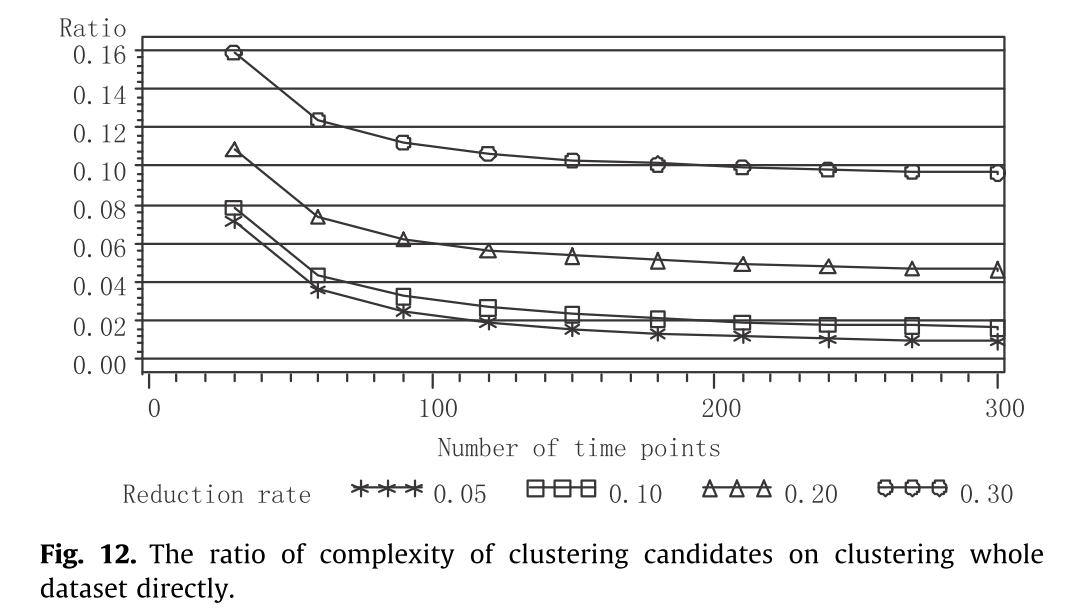 Ratio
0.16
0.14
0.12
0.10
0.08
0.06
0.04
0.02
0.00
0 100 200 300
Number of time points
Reduction rate 0.05 0.10 0.20 0.30
Fig. 12. The ratio of complexity of clustering candidates on clustering whole
dataset directly.